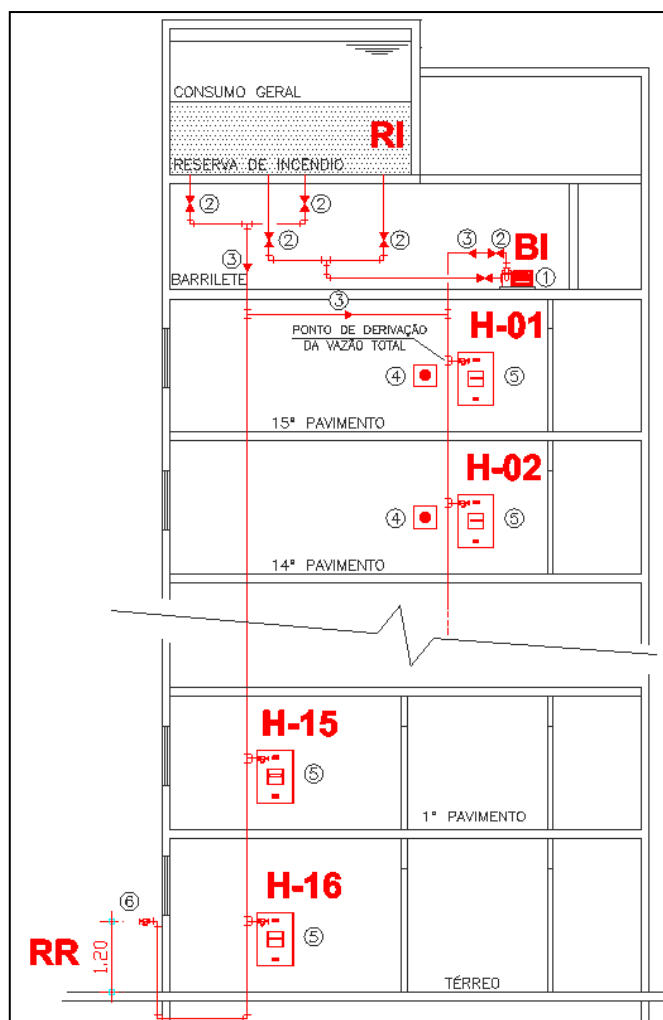 CONSUMO GERAL
RI
RESERVA DE INCENDIO
2
2
2
2
3
2
BI
1
3
BARRILETE
3
H-01
PONTO DE DERIVAÇÃO
DA VAZÃO TOTAL
4
5
15º PAVIMENTO
H-02
4
5
14º PAVIMENTO
H-15
5
1º PAVIMENTO
H-16
6
5
RR
1,20
TÉRREO